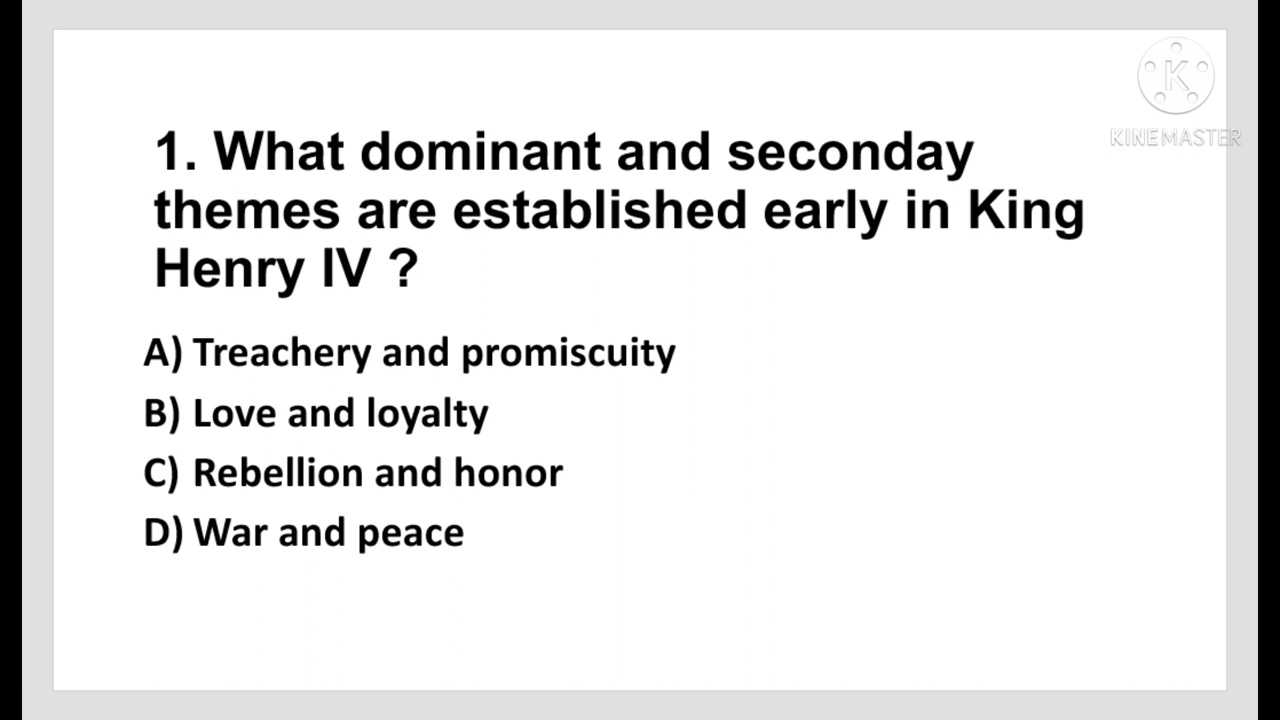 KINEMASTER
1. What dominant and seconday
themes are established early in King
Henry IV ?
A) Treachery and promiscuity
B) Love and loyalty
C) Rebellion and honor
D) War and peace